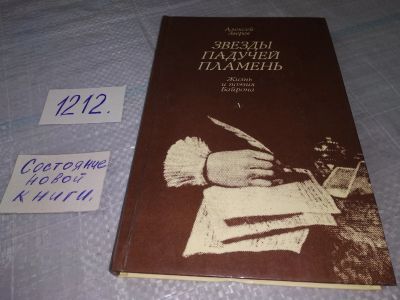 Алексей
Зверев
ЗВЕЗДЫ
ПАДУЧЕЙ
ПЛАМЕНЬ
Жизнь
и поэзия
Байрона
1212.
Состояние
новой
книги.